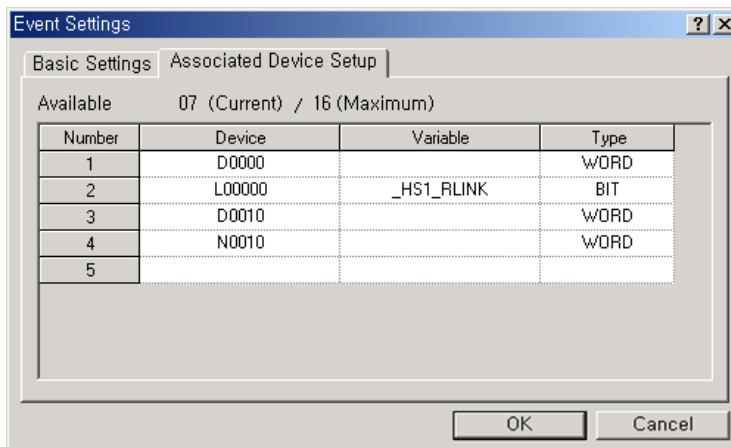 Event Settings
Basic Settings Associated Device Setup
Available 07 (Current) / 16 (Maximum)
Number Device Variable Type
1 D0000 WORD
2 L00000 _HS1_RLINK BIT
3 D0010 WORD
4 N0010 WORD
5
OK Cancel